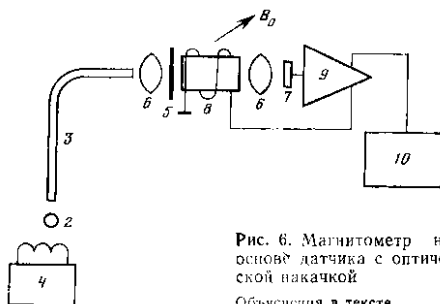 B₀
9
6
5
8
6
7
3
10
2
4
Рис. 6. Магнитометр н
основе датчика с оптиче
ской накачкой
Объяснения в тексте